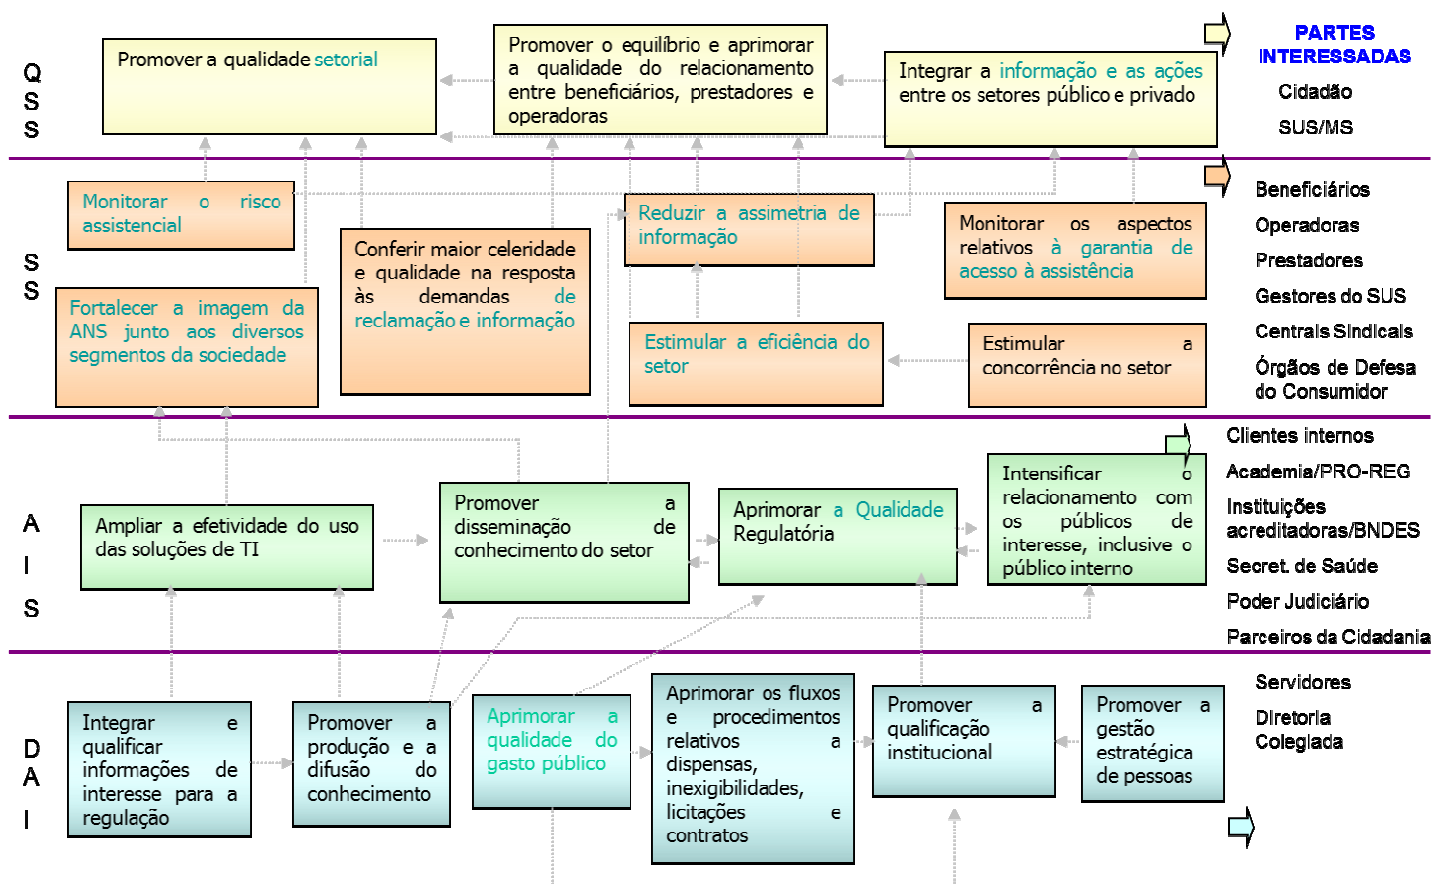 Q
S
S
Promover a qualidade setorial
Promover o equilíbrio e aprimorar
a qualidade do relacionamento
entre beneficiários, prestadores e
operadoras
Integrar a informação e as ações
entre os setores público e privado
PARTES
INTERESSADAS
Cidadão
SUS/MS
S
S
Monitorar o risco
assistencial
Conferir maior celeridade
e qualidade na resposta
às demandas de
reclamação e informação
Reduzir a assimetria de
informação
Monitorar os aspectos
relativos à garantia de
acesso à assistência
Fortalecer a imagem da
ANS junto aos diversos
segmentos da sociedade
Estimular a eficiência do
setor
Estimular a
concorrência no setor
Beneficiários
Operadoras
Prestadores
Gestores do SUS
Centrais Sindicais
Órgãos de Defesa
do Consumidor
A
I
S
Ampliar a efetividade do uso
das soluções de TI
Promover a
disseminação de
conhecimento do setor
Aprimorar a Qualidade
Regulatória
Intensificar o
relacionamento com
os públicos de
interesse, inclusive o
público interno
Clientes internos
Academia/PRO-REG
Instituições
acreditadoras/BNDES
Secret. de Saúde
Poder Judiciário
Parceiros da Cidadania
D
A
I
Integrar e
qualificar
informações de
interesse para a
regulação
Promover a
produção e a
difusão do
conhecimento
Aprimorar a
qualidade do
gasto público
Aprimorar os fluxos
e procedimentos
relativos a
dispensas,
inexigibilidades,
licitações e
contratos
Promover a
qualificação
institucional
Promover a
gestão
estratégica
de pessoas
Servidores
Diretoria
Colegiada